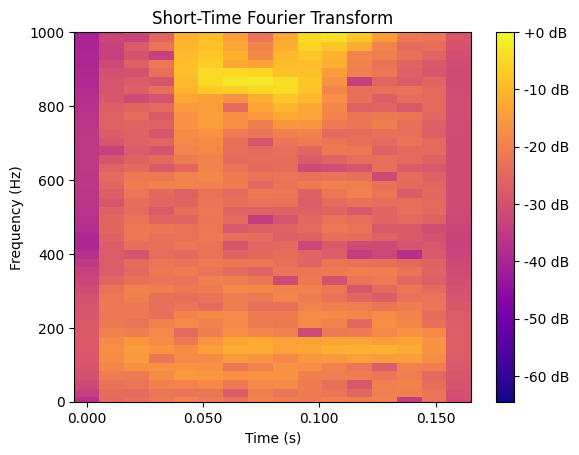 Short-Time Fourier Transform
1000
800
600
400
200
0
Frequency (Hz)
0.000
0.050
0.100
0.150
Time (s)
+0 dB
-10 dB
-20 dB
-30 dB
-40 dB
-50 dB
-60 dB